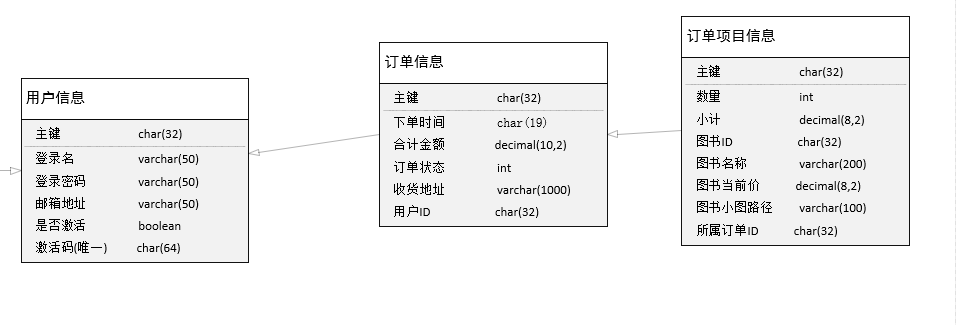 用户信息
主键 char(32)
登录名 varchar(50)
登录密码 varchar(50)
邮箱地址 varchar(50)
是否激活 boolean
激活码(唯一) char(64)
订单信息
主键 char(32)
下单时间 char(19)
合计金额 decimal(10,2)
订单状态 int
收货地址 varchar(1000)
用户ID char(32)
订单项目信息
主键 char(32)
数量 int
小计 decimal(8,2)
图书ID char(32)
图书名称 varchar(200)
图书当前价 decimal(8,2)
图书小图路径 varchar(100)
所属订单ID char(32)